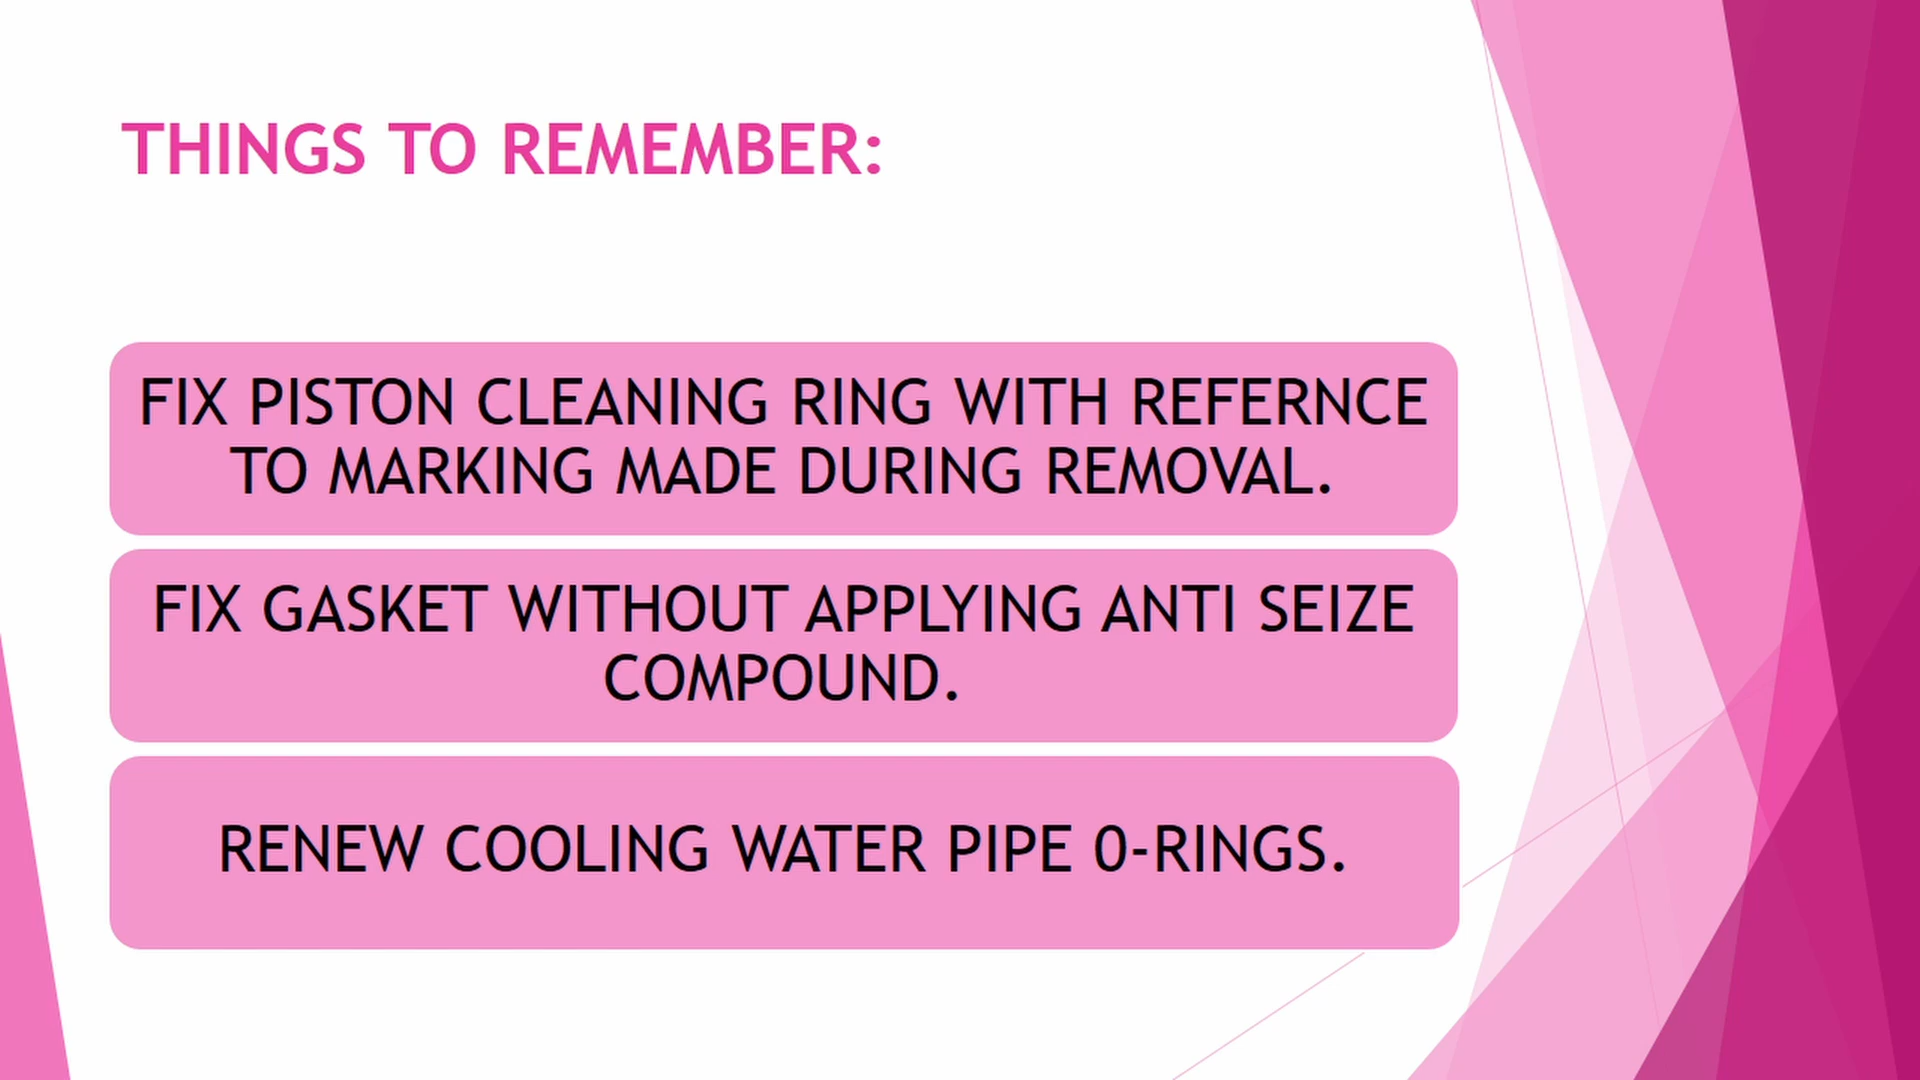 THINGS TO REMEMBER:
FIX PISTON CLEANING RING WITH REFERNCE
TO MARKING MADE DURING REMOVAL.
FIX GASKET WITHOUT APPLYING ANTI SEIZE
COMPOUND.
RENEW COOLING WATER PIPE 0-RINGS.